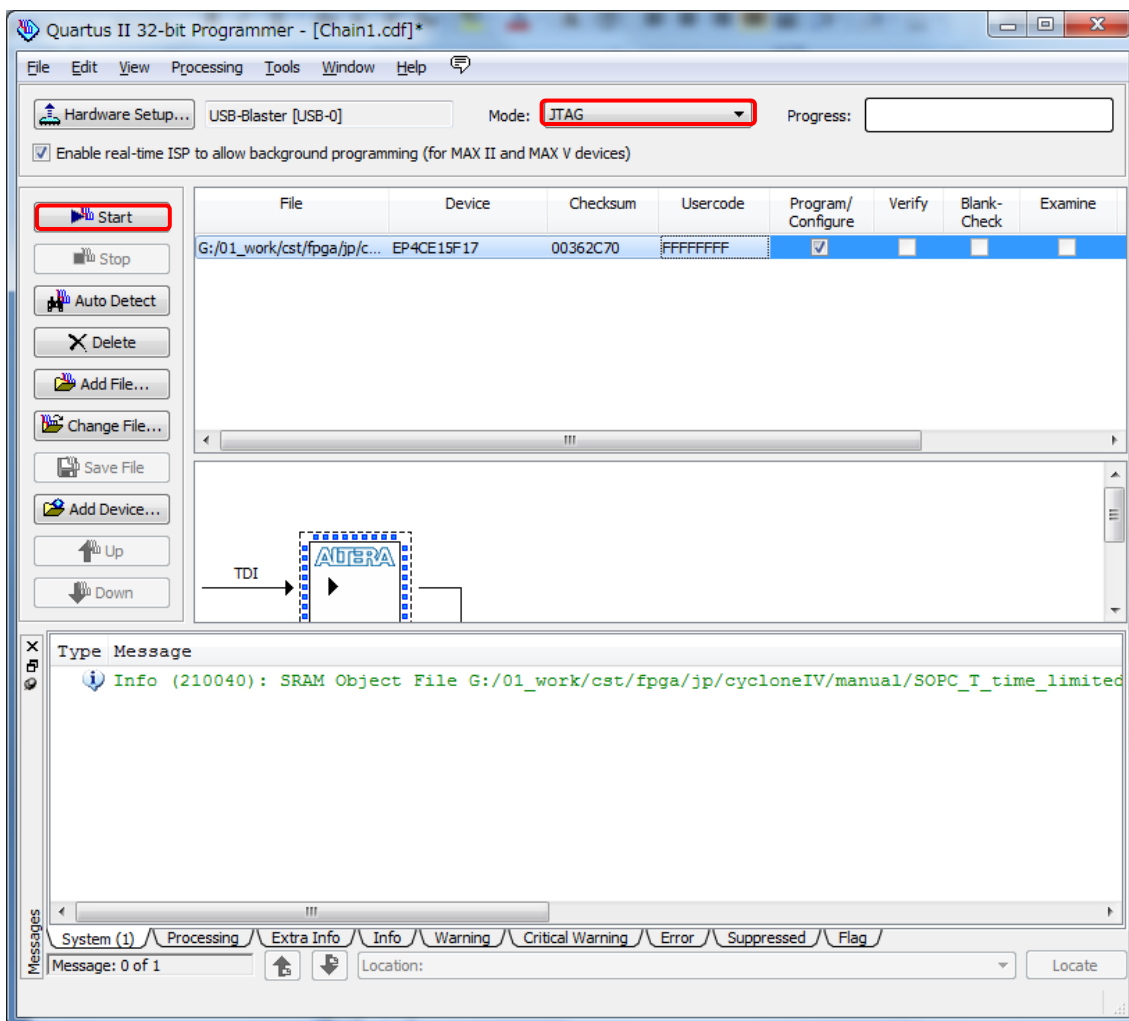 Quartus II 32-bit Programmer - [Chain1.cdf]*
File Edit View Processing Tools Window Help
Hardware Setup... USB-Blaster [USB-0] Mode: JTAG Progress:
Enable real-time ISP to allow background programming (for MAX II and MAX V devices)
Start
Stop
Auto Detect
Delete
Add File...
Change File...
Save File
Add Device...
Up
Down
File Device Checksum Usercode Program/ Configure Verify Blank- Check Examine
G:/01_work/cst/fpga/jp/c... EP4CE15F17 00362C70 FFFFFFFF
ALTERA
TDI
Type Message
Info (210040): SRAM Object File G:/01_work/cst/fpga/jp/cycloneIV/manual/SOPC_T_time_limited
System (1) Processing Extra Info Info Warning Critical Warning Error Suppressed Flag
Messages
Message: 0 of 1 Location: Locate